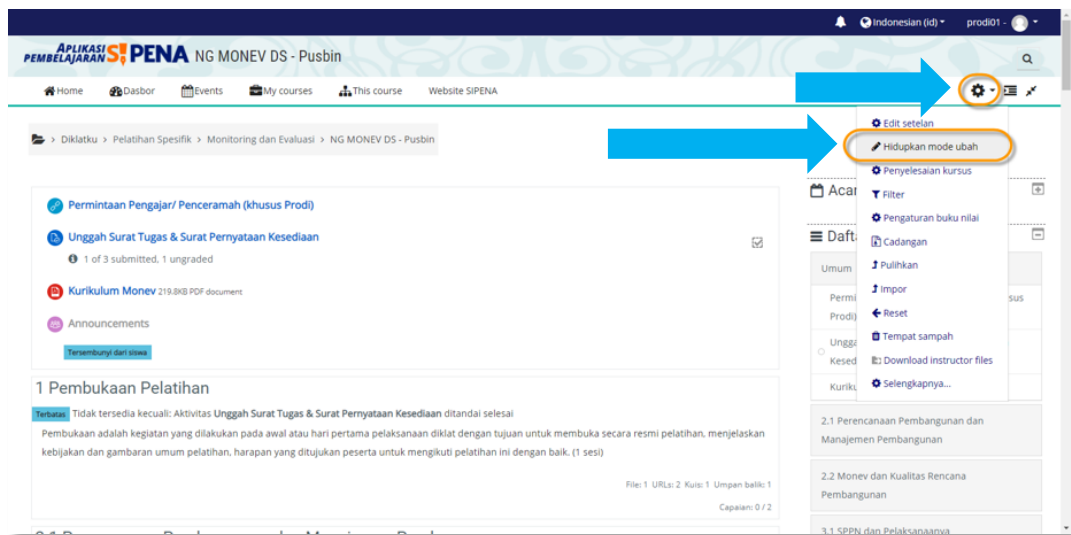 Indonesian (id)
prodi01 -
APLIKASI
PEMBELAJARAN S!PENA NG MONEV DS - Pusbin
Home Dasbor Events My courses This course Website SIPENA
Diklatku > Pelatihan Spesifik > Monitoring dan Evaluasi > NG MONEV DS - Pusbin
Edit setelan
Hidupkan mode ubah
Penyelesaian kursus
Filter
Pengaturan buku nilai
Cadangan
Pulihkan
Impor
Reset
Tempat sampah
Download instructor files
Selengkapnya...
Permintaan Pengajar/ Penceramah (khusus Prodi)
Unggah Surat Tugas & Surat Pernyataan Kesediaan
1 of 3 submitted, 1 ungraded
Kurikulum Monev 219.8KB PDF document
Announcements
Tersembunyi dari siswa
1 Pembukaan Pelatihan
Terbatas Tidak tersedia kecuali: Aktivitas Unggah Surat Tugas & Surat Pernyataan Kesediaan ditandai selesai
Pembukaan adalah kegiatan yang dilakukan pada awal atau hari pertama pelaksanaan diklat dengan tujuan untuk membuka secara resmi pelatihan, menjelaskan
kebijakan dan gambaran umum pelatihan, harapan yang ditujukan peserta untuk mengikuti pelatihan ini dengan baik. (1 sesi)
File: 1 URLs: 2 Kuis: 1 Umpan balik: 1
Capaian: 0 / 2
Acar
Daft
Umum
Permi sus
Prodi)
Ungga
Kesed
Kuriku
2.1 Perencanaan Pembangunan dan
Manajemen Pembangunan
2.2 Monev dan Kualitas Rencana
Pembangunan
3.1 SPPN dan Pelaksanaanya